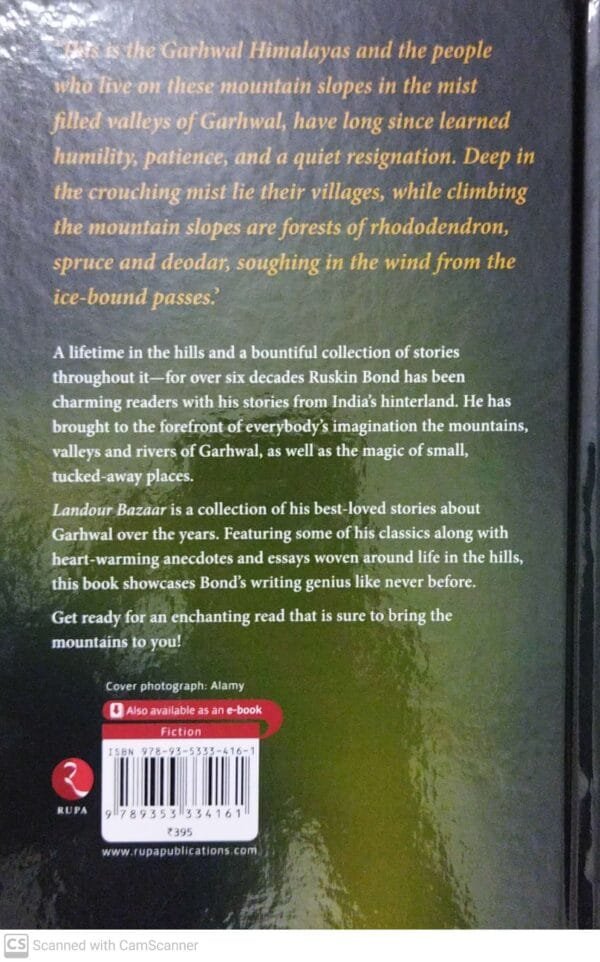 'This is the Garhwal Himalayas and the people
who live on these mountain slopes in the mist
filled valleys of Garhwal, have long since learned
humility, patience, and a quiet resignation. Deep in
the crouching mist lie their villages, while climbing
the mountain slopes are forests of rhododendron,
spruce and deodar, soughing in the wind from the
ice-bound passes.'
A lifetime in the hills and a bountiful collection of stories
throughout it—for over six decades Ruskin Bond has been
charming readers with his stories from India's hinterland. He has
brought to the forefront of everybody's imagination the mountains,
valleys and rivers of Garhwal, as well as the magic of small,
tucked-away places.
Landour Bazaar is a collection of his best-loved stories about
Garhwal over the years. Featuring some of his classics along with
heart-warming anecdotes and essays woven around life in the hills,
this book showcases Bond's writing genius like never before.
Get ready for an enchanting read that is sure to bring the
mountains to you!
Cover photograph: Alamy
Also available as an e-book
Fiction
ISBN 978-93-5333-416-1
9 789353 334161
₹395
RUPA
www.rupapublications.com
CS Scanned with CamScanner